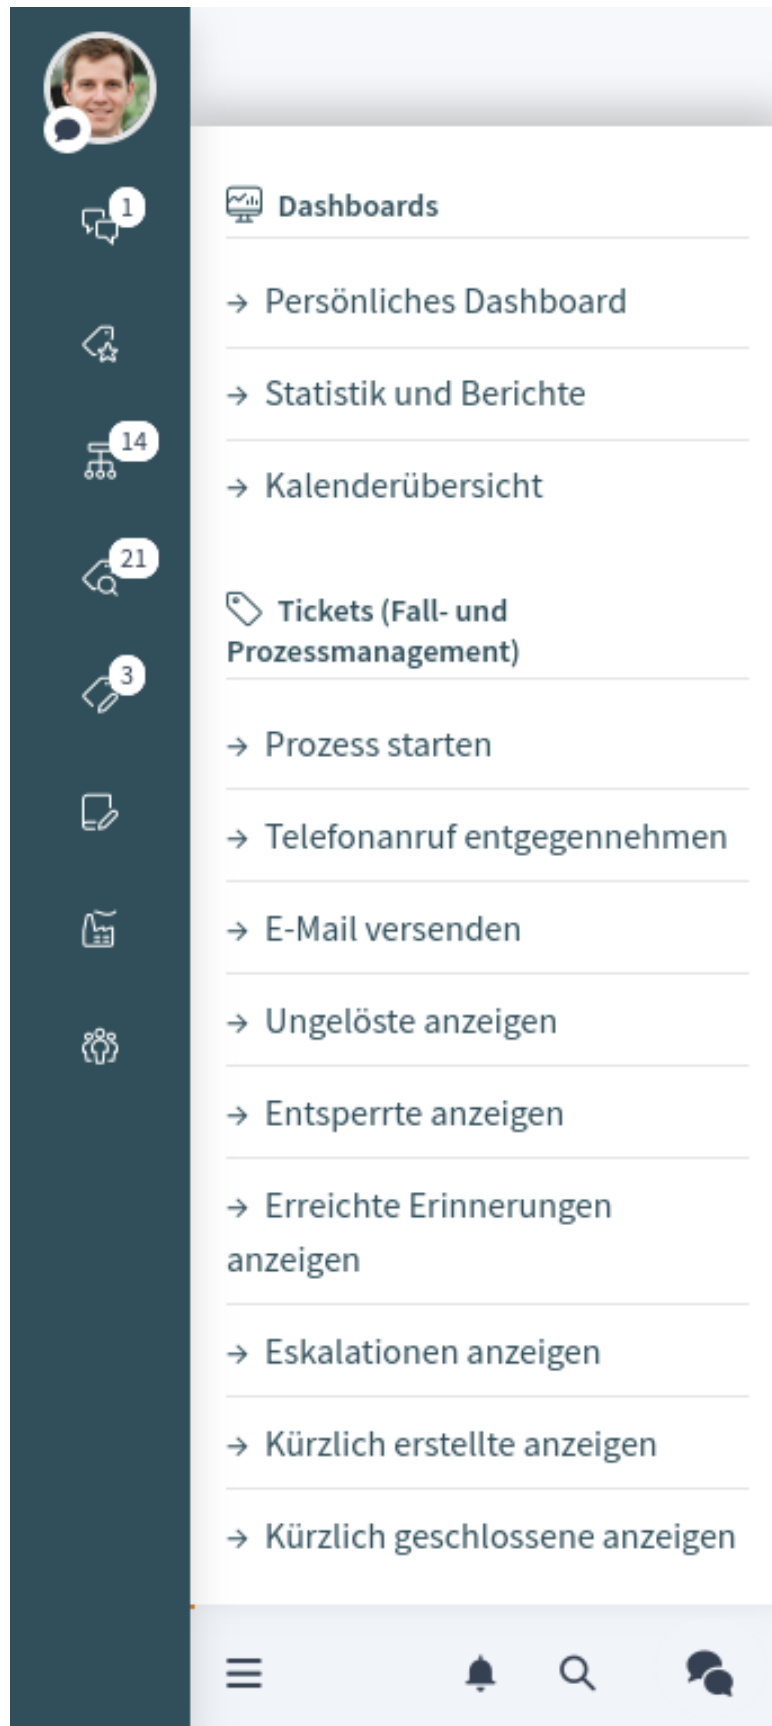 1
14
21
3
Dashboards
→ Persönliches Dashboard
→ Statistik und Berichte
→ Kalenderübersicht
Tickets (Fall- und
Prozessmanagement)
→ Prozess starten
→ Telefonanruf entgegennehmen
→ E-Mail versenden
→ Ungelöste anzeigen
→ Entsperrte anzeigen
→ Erreichte Erinnerungen
anzeigen
→ Eskalationen anzeigen
→ Kürzlich erstellte anzeigen
→ Kürzlich geschlossene anzeigen